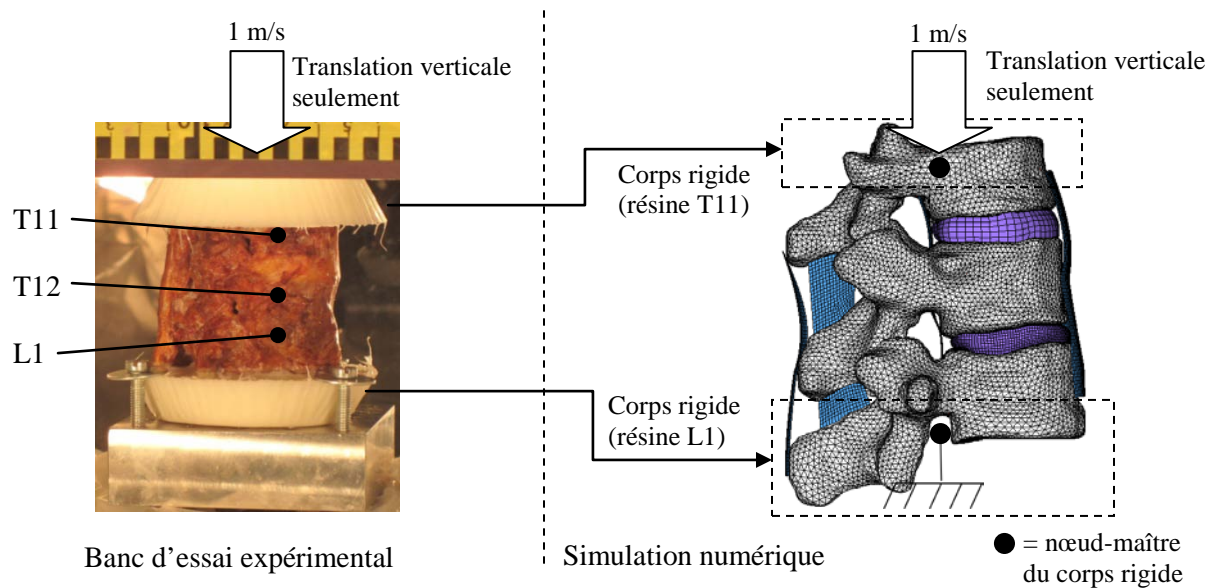 1 m/s
Translation verticale
seulement
T11
T12
L1
Banc d'essai expérimental
1 m/s
Translation verticale
seulement
Corps rigide
(résine T11)
Corps rigide
(résine L1)
Simulation numérique
= nœud-maître
du corps rigide